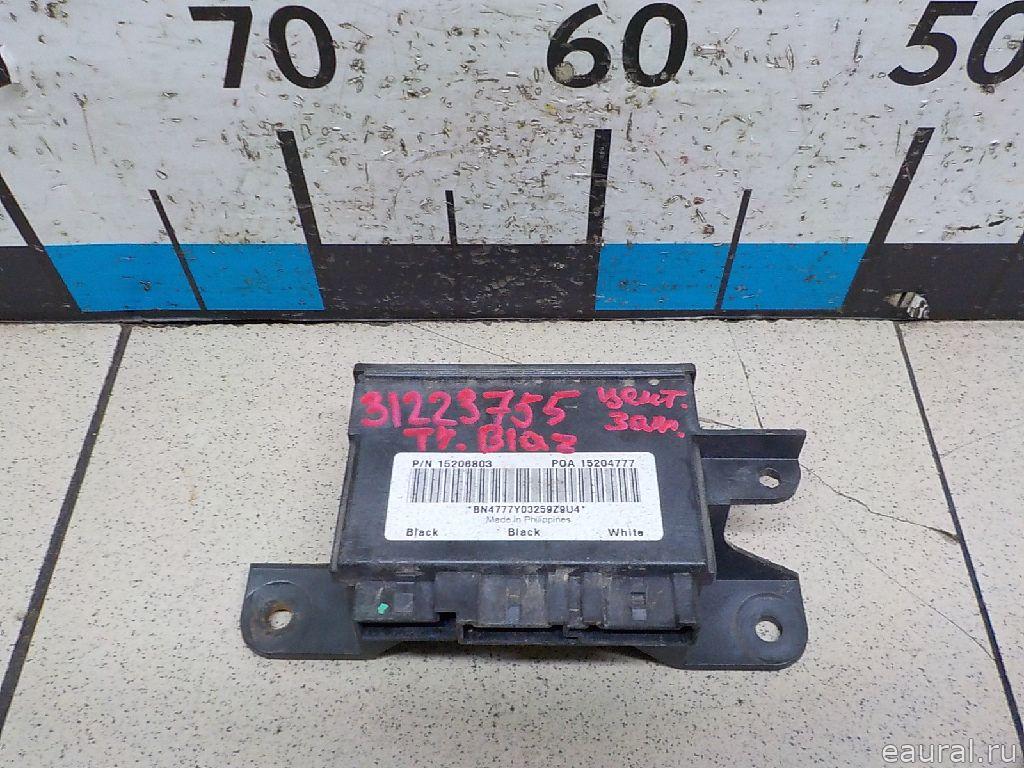 70 60 50
31223755 цент.
Tr. Blaz зам.
P/N 15206803 POA 15204777
*BN4777Y03259Z9U4*
Made in Philippines
Black Black White
eaural.ru